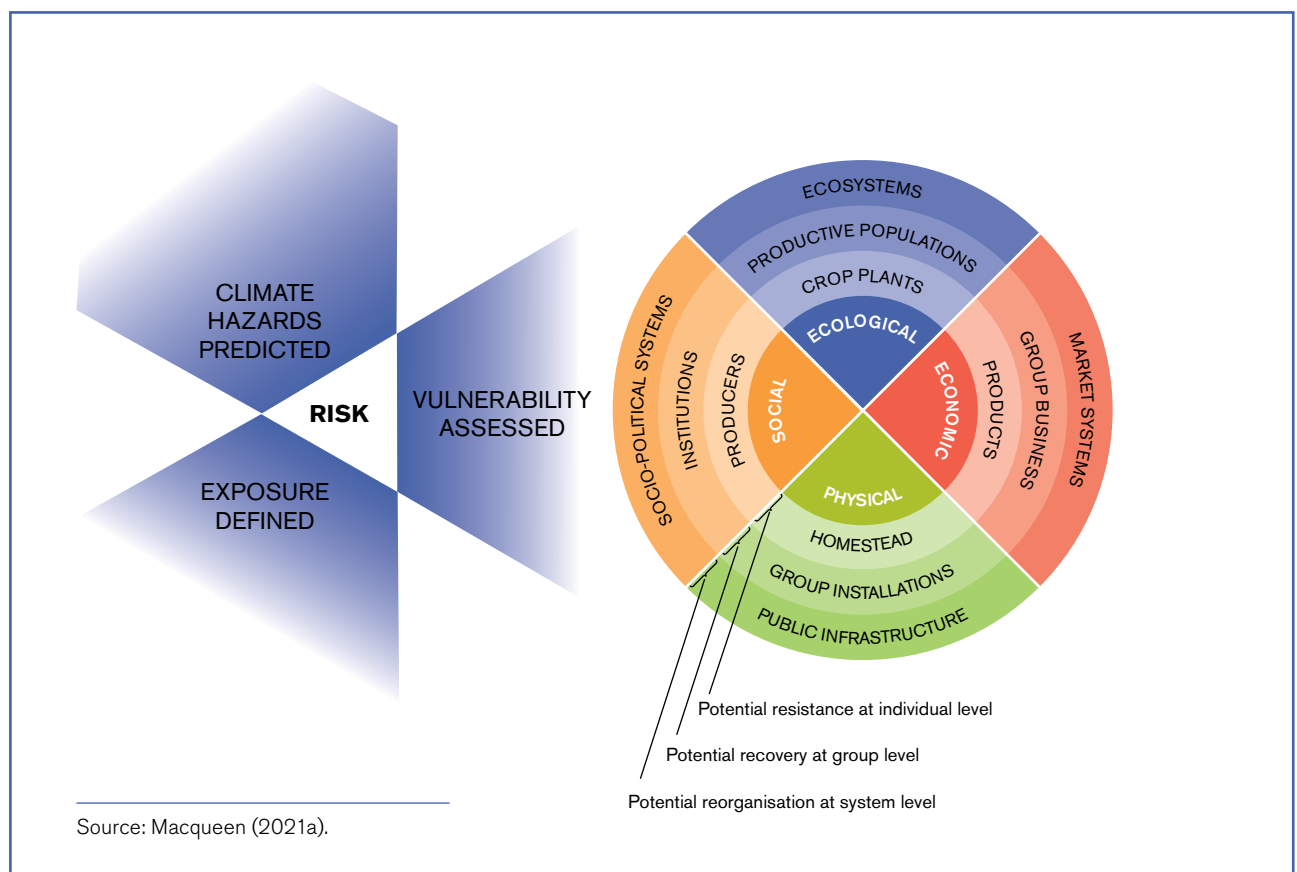 CLIMATE
HAZARDS
PREDICTED
RISK
VULNERABILITY
ASSESSED
EXPOSURE
DEFINED
ECOSYSTEMS
PRODUCTIVE POPULATIONS
CROP PLANTS
ECOLOGICAL
SOCIO-POLITICAL SYSTEMS
INSTITUTIONS
PRODUCERS
SOCIAL
ECONOMIC
PRODUCTS
GROUP BUSINESS
MARKET SYSTEMS
PHYSICAL
HOMESTEAD
GROUP INSTALLATIONS
PUBLIC INFRASTRUCTURE
Potential resistance at individual level
Potential recovery at group level
Potential reorganisation at system level
Source: Macqueen (2021a).